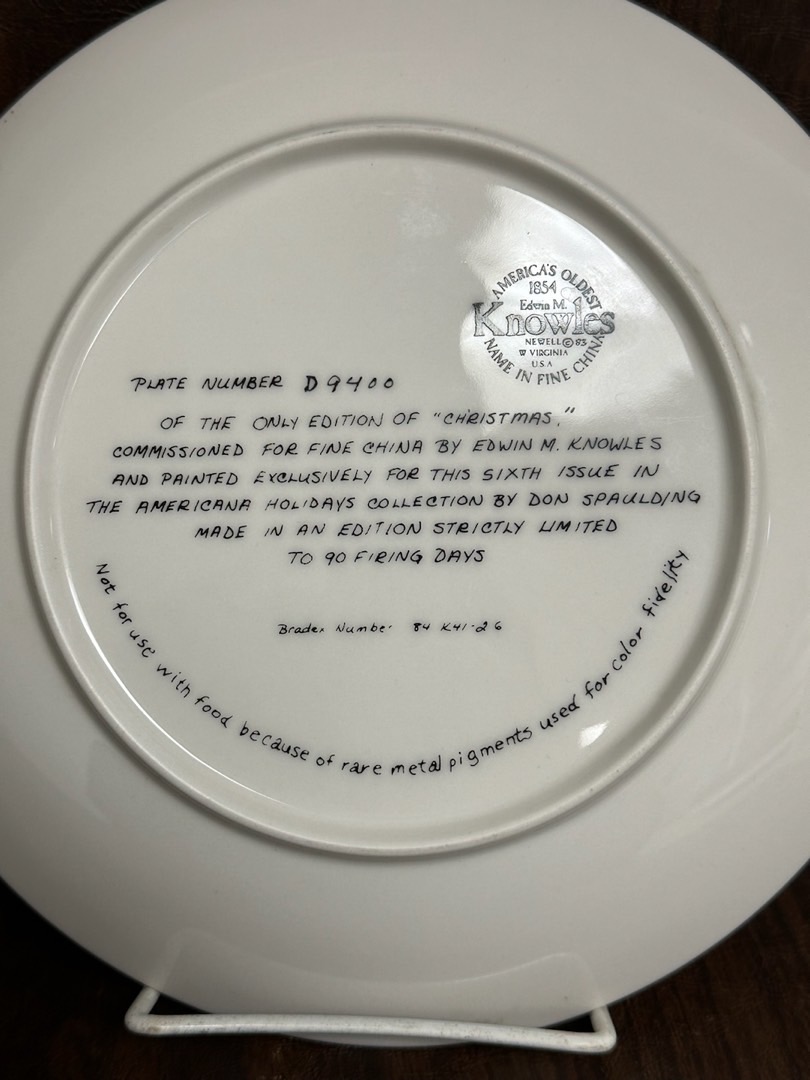 AMERICA'S OLDEST
1854
Edwin M.
Knowles
NEWELL © 83
W VIRGINIA
U.S.A
NAME IN FINE CHINA
PLATE NUMBER D9400
OF THE ONLY EDITION OF "CHRISTMAS,"
COMMISSIONED FOR FINE CHINA BY EDWIN M. KNOWLES
AND PAINTED EXCLUSIVELY FOR THIS SIXTH ISSUE IN
THE AMERICANA HOLIDAYS COLLECTION BY DON SPAULDING
MADE IN AN EDITION STRICTLY LIMITED
TO 90 FIRING DAYS
Bradex Number 84 K41-26
Not for use with food because of rare metal pigments used for color fidelity